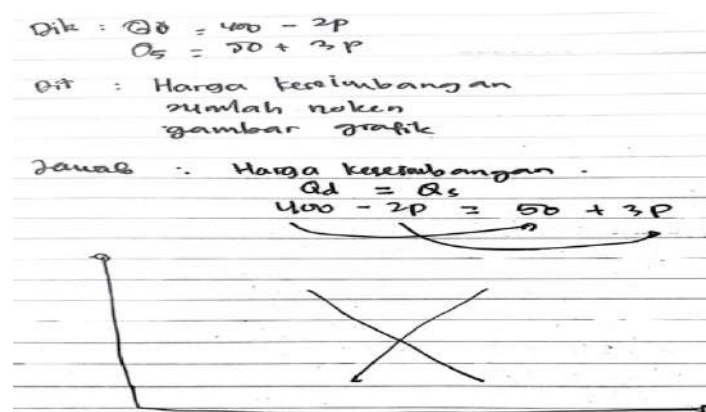 Dik : Qd = 400 - 2p
Qs = 50 + 3p
Dit : Harga keseimbangan
Jumlah noken
gambar grafik
Jawab : Harga keseimbangan.
Qd = Qs
400 - 2p = 50 + 3p